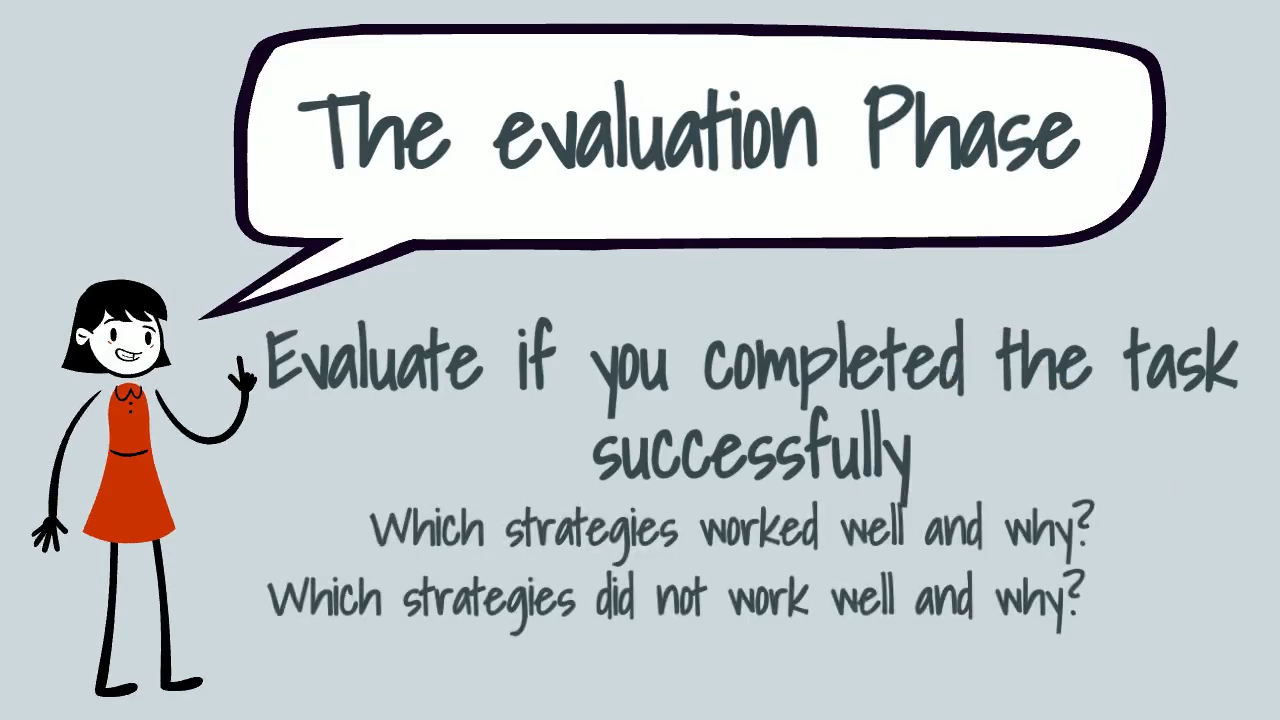 The evaluation Phase
Evaluate if you completed the task
successfully
Which strategies worked well and why?
Which strategies did not work well and why?